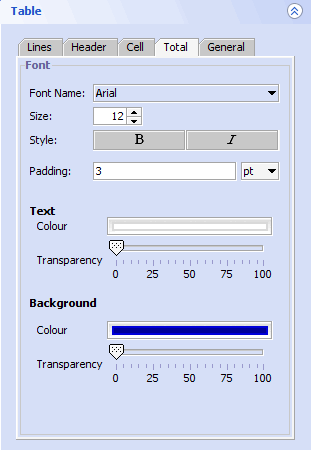 Table
Lines Header Cell Total General
Font
Font Name: Arial
Size: 12
Style: B I
Padding: 3 pt
Text
Colour
Transparency
0 25 50 75 100
Background
Colour
Transparency
0 25 50 75 100